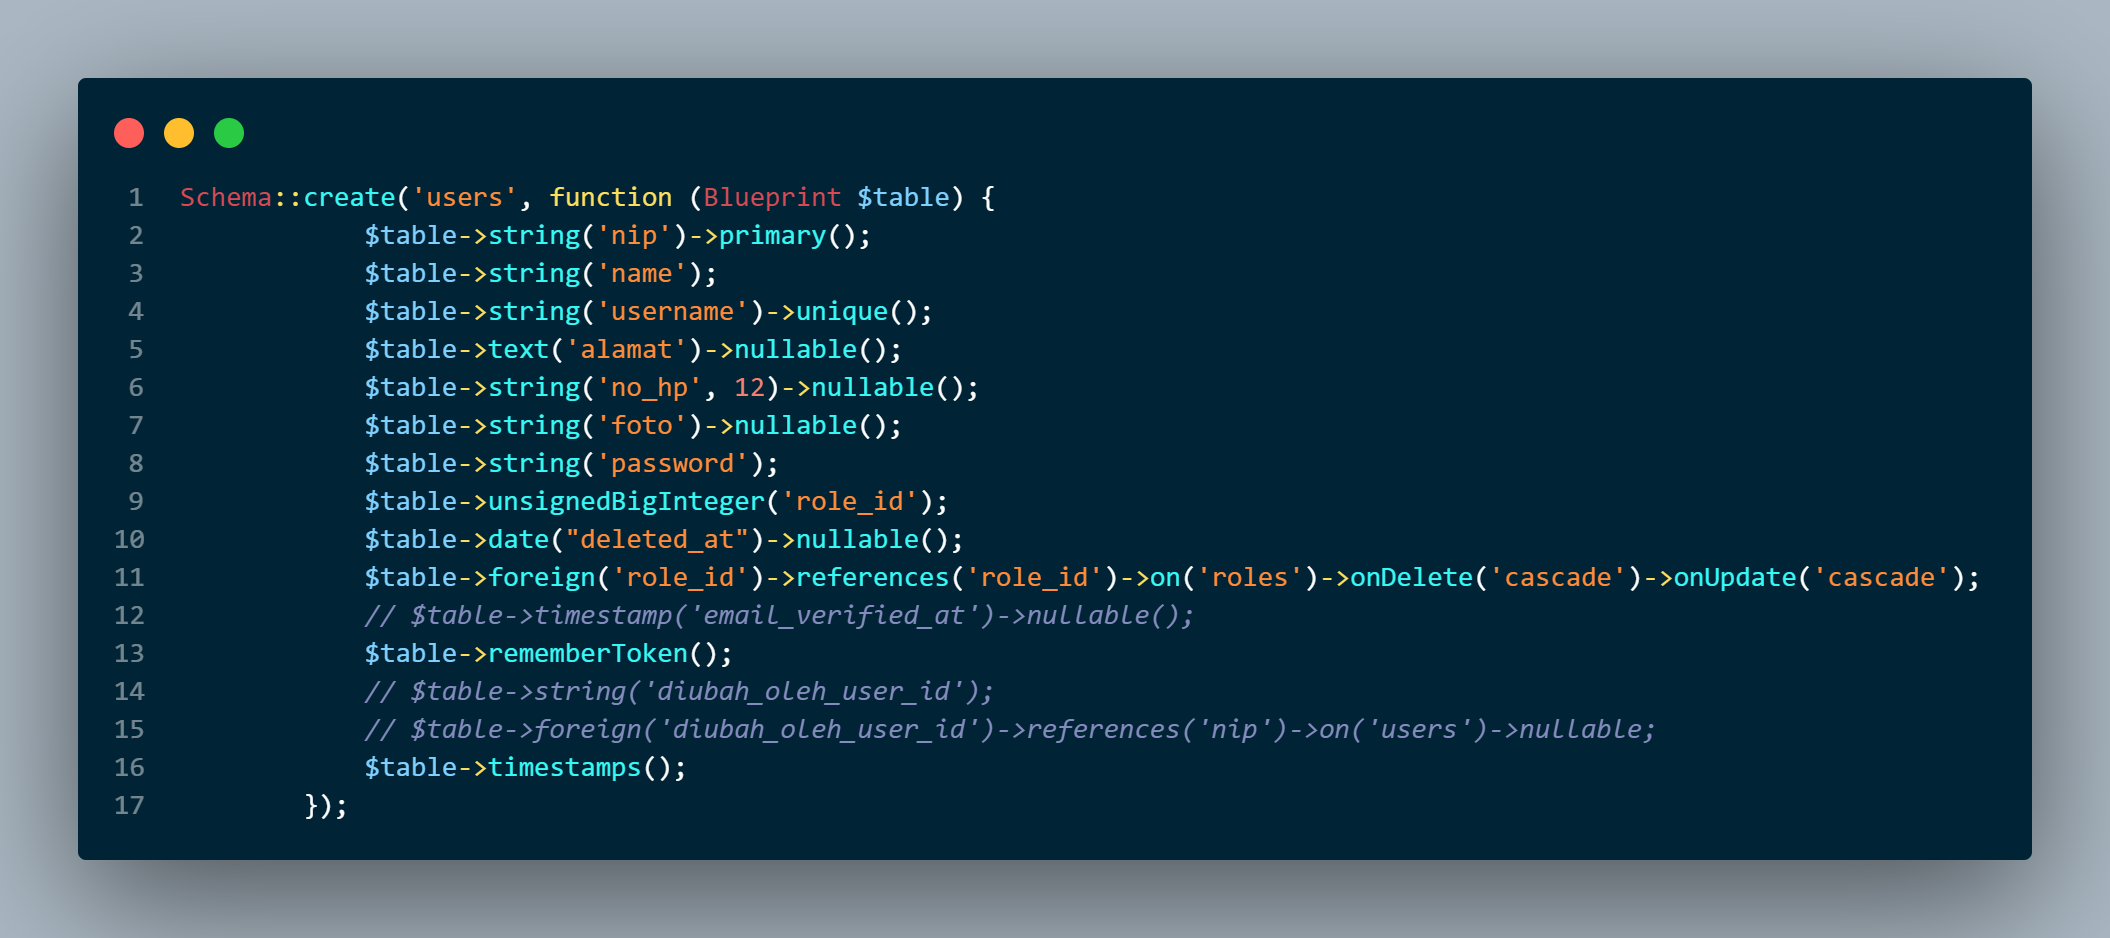 1 Schema::create('users', function (Blueprint $table) {
2             $table->string('nip')->primary();
3             $table->string('name');
4             $table->string('username')->unique();
5             $table->text('alamat')->nullable();
6             $table->string('no_hp', 12)->nullable();
7             $table->string('foto')->nullable();
8             $table->string('password');
9             $table->unsignedBigInteger('role_id');
10             $table->date("deleted_at")->nullable();
11             $table->foreign('role_id')->references('role_id')->on('roles')->onDelete('cascade')->onUpdate('cascade');
12             // $table->timestamp('email_verified_at')->nullable();
13             $table->rememberToken();
14             // $table->string('diubah_oleh_user_id');
15             // $table->foreign('diubah_oleh_user_id')->references('nip')->on('users')->nullable;
16             $table->timestamps();
17         });